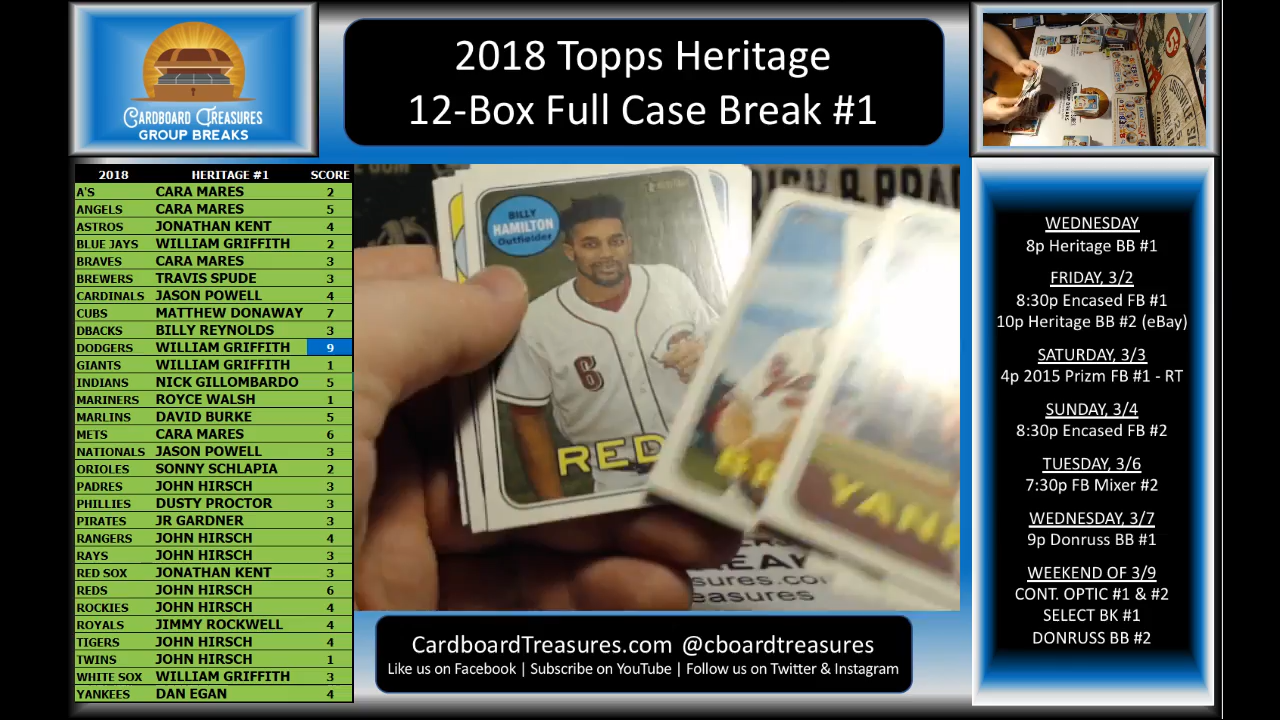 CARDBOARD TREASURES
GROUP BREAKS
2018 Topps Heritage
12-Box Full Case Break #1
2018 HERITAGE #1 SCORE
A'S CARA MARES 2
ANGELS CARA MARES 5
ASTROS JONATHAN KENT 4
BLUE JAYS WILLIAM GRIFFITH 2
BRAVES CARA MARES 3
BREWERS TRAVIS SPUDE 3
CARDINALS JASON POWELL 4
CUBS MATTHEW DONAWAY 7
DBACKS BILLY REYNOLDS 3
DODGERS WILLIAM GRIFFITH 9
GIANTS WILLIAM GRIFFITH 1
INDIANS NICK GILLOMBARDO 5
MARINERS ROYCE WALSH 1
MARLINS DAVID BURKE 5
METS CARA MARES 6
NATIONALS JASON POWELL 3
ORIOLES SONNY SCHLAPIA 2
PADRES JOHN HIRSCH 3
PHILLIES DUSTY PROCTOR 3
PIRATES JR GARDNER 3
RANGERS JOHN HIRSCH 4
RAYS JOHN HIRSCH 3
RED SOX JONATHAN KENT 3
REDS JOHN HIRSCH 6
ROCKIES JOHN HIRSCH 4
ROYALS JIMMY ROCKWELL 4
TIGERS JOHN HIRSCH 4
TWINS JOHN HIRSCH 1
WHITE SOX WILLIAM GRIFFITH 3
YANKEES DAN EGAN 4
BILLY
HAMILTON
Outfielder
6
RED
BR
YANK
sures.co
easures
CardboardTreasures.com @cboardtreasures
Like us on Facebook | Subscribe on YouTube | Follow us on Twitter & Instagram
WEDNESDAY
8p Heritage BB #1
FRIDAY, 3/2
8:30p Encased FB #1
10p Heritage BB #2 (eBay)
SATURDAY, 3/3
4p 2015 Prizm FB #1 - RT
SUNDAY, 3/4
8:30p Encased FB #2
TUESDAY, 3/6
7:30p FB Mixer #2
WEDNESDAY, 3/7
9p Donruss BB #1
WEEKEND OF 3/9
CONT. OPTIC #1 & #2
SELECT BK #1
DONRUSS BB #2